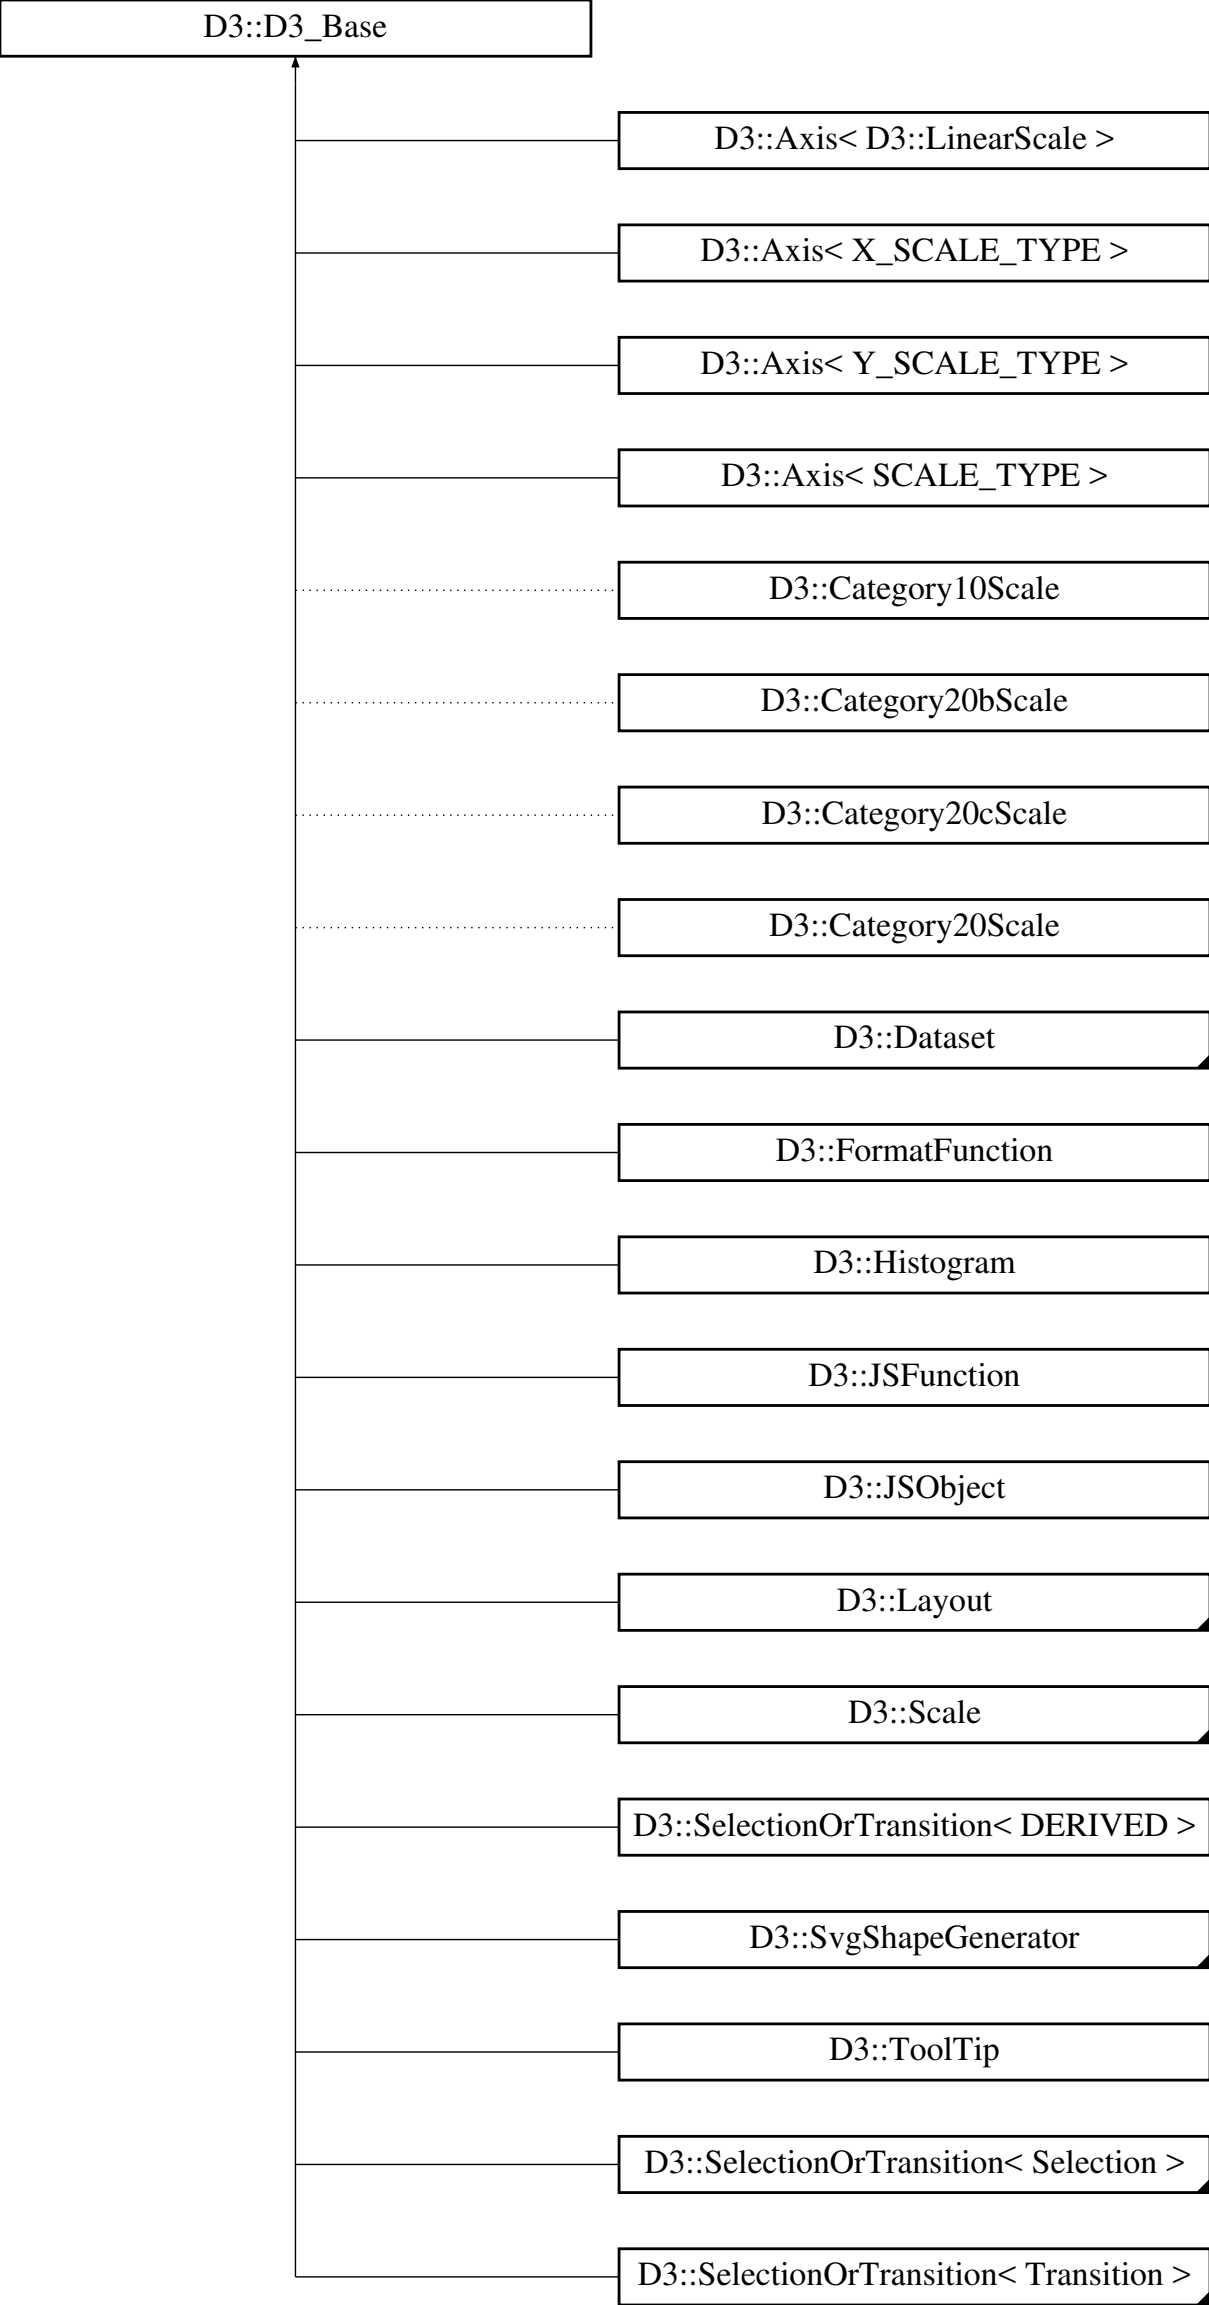 D3::D3_Base
D3::Axis< D3::LinearScale >
D3::Axis< X_SCALE_TYPE >
D3::Axis< Y_SCALE_TYPE >
D3::Axis< SCALE_TYPE >
D3::Category10Scale
D3::Category20bScale
D3::Category20cScale
D3::Category20Scale
D3::Dataset
D3::FormatFunction
D3::Histogram
D3::JSFunction
D3::JSObject
D3::Layout
D3::Scale
D3::SelectionOrTransition< DERIVED >
D3::SvgShapeGenerator
D3::ToolTip
D3::SelectionOrTransition< Selection >
D3::SelectionOrTransition< Transition >